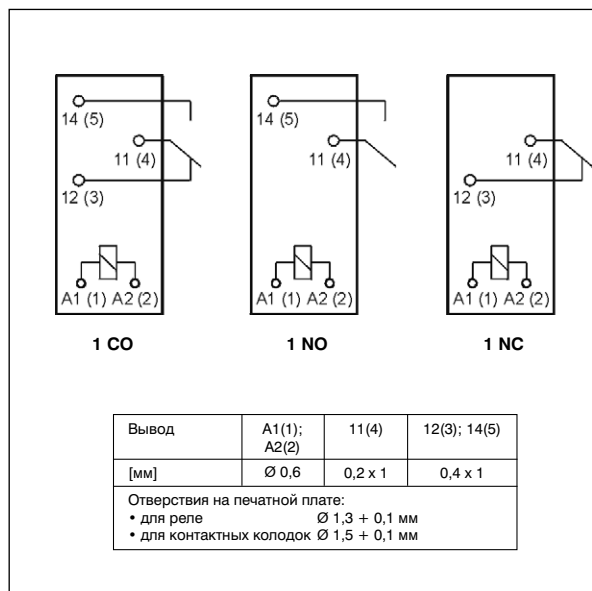 14 (5)
11 (4)
12 (3)
A1 (1) A2 (2)
1 CO
14 (5)
11 (4)
A1 (1) A2 (2)
1 NO
11 (4)
12 (3)
A1 (1) A2 (2)
1 NC
Вывод A1(1); A2(2) 11(4) 12(3); 14(5)
[мм] Ø 0,6 0,2 x 1 0,4 x 1
Отверстия на печатной плате:
• для реле Ø 1,3 + 0,1 мм
• для контактных колодок Ø 1,5 + 0,1 мм